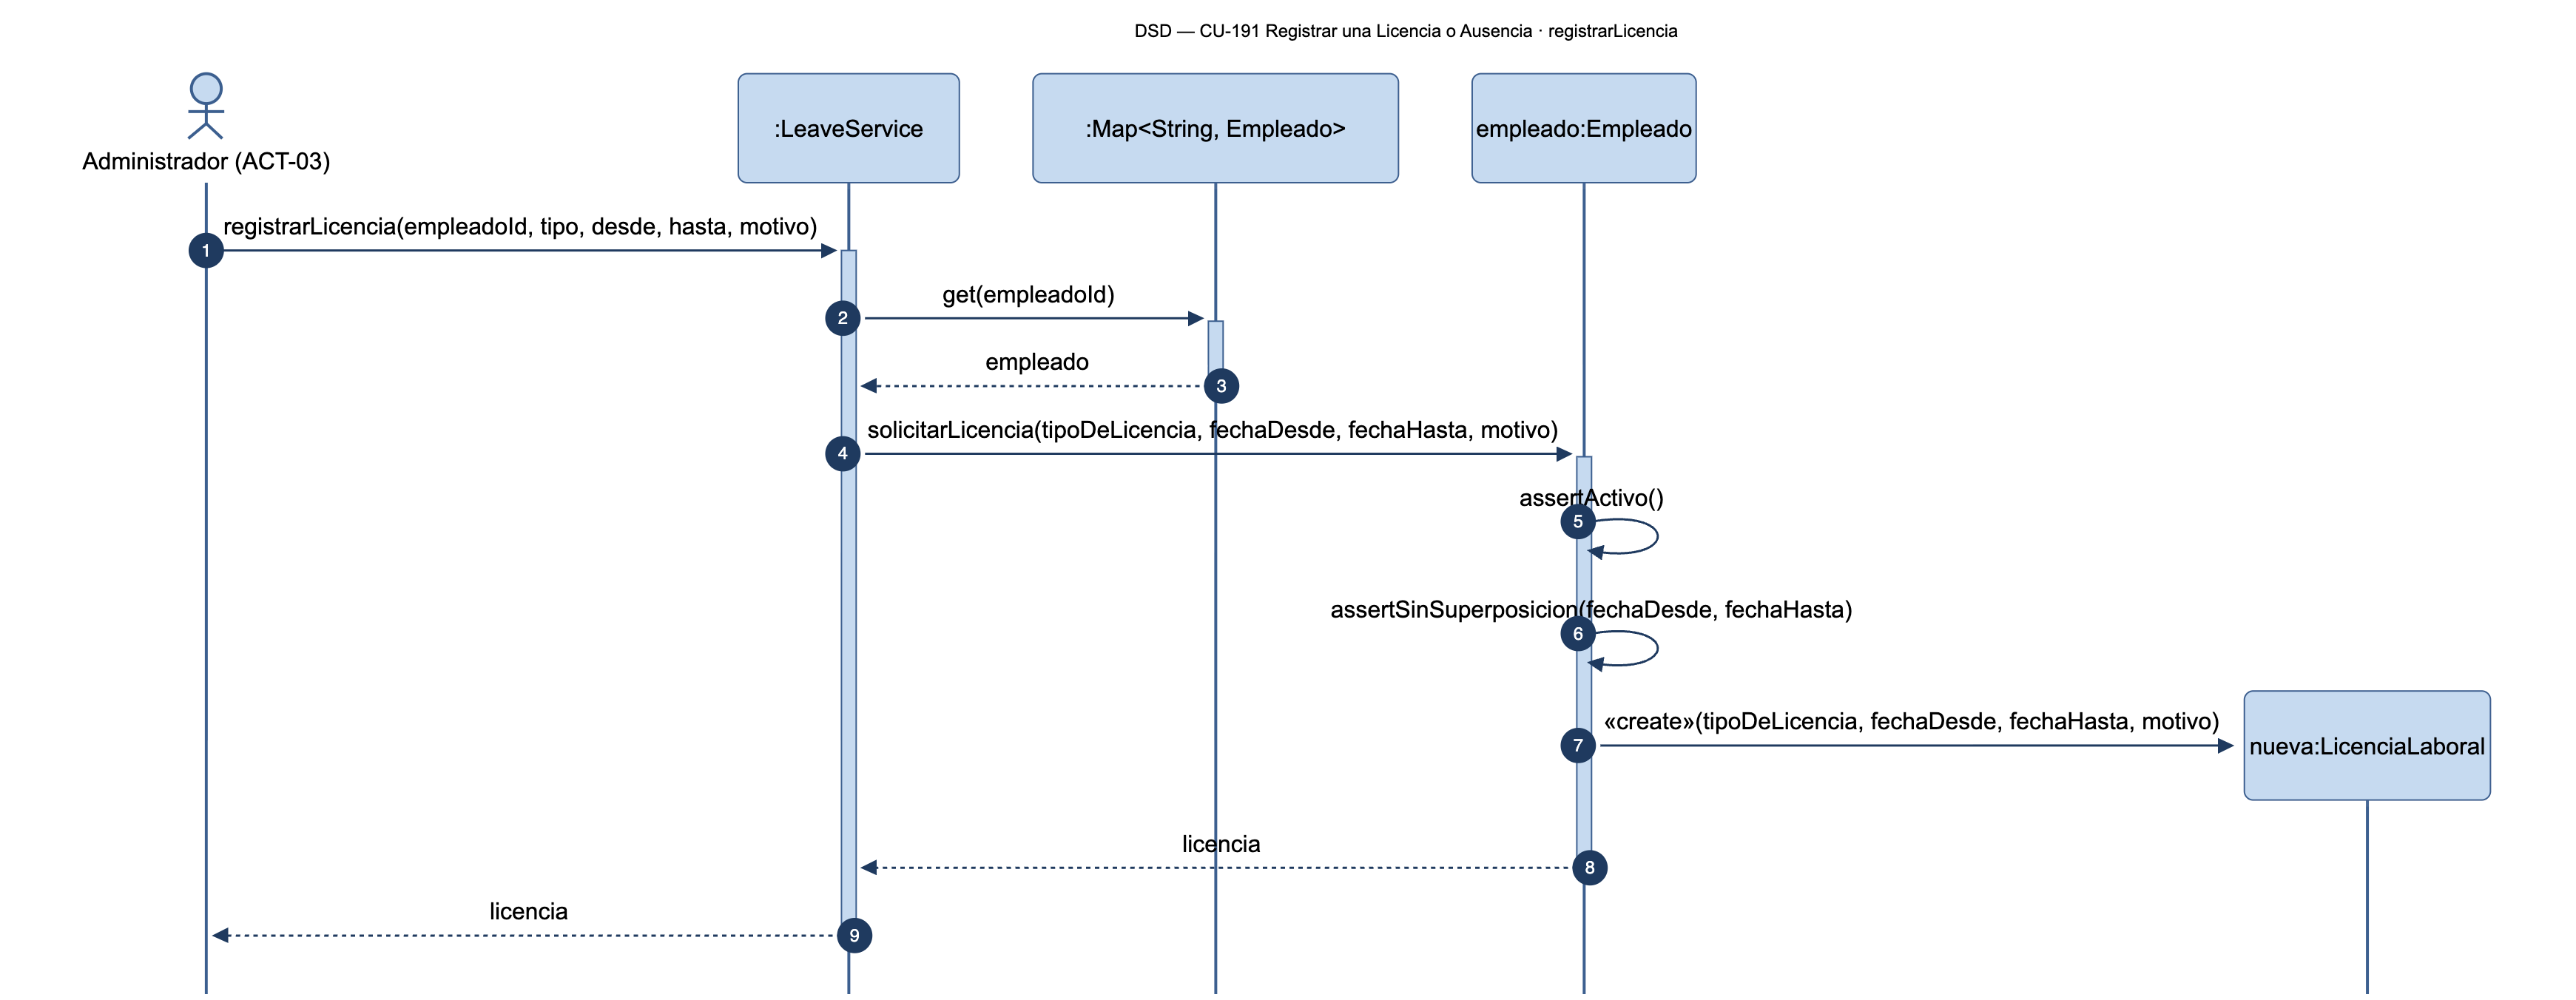 DSD — CU-191 Registrar una Licencia o Ausencia · registrarLicencia
:LeaveService
:Map<String, Empleado>
empleado:Empleado
Administrador (ACT-03)
registrarLicencia(empleadoId, tipo, desde, hasta, motivo)
1
get(empleadoId)
2
empleado
3
solicitarLicencia(tipoDeLicencia, fechaDesde, fechaHasta, motivo)
4
assertActivo()
5
assertSinSuperposicion(fechaDesde, fechaHasta)
6
«create»(tipoDeLicencia, fechaDesde, fechaHasta, motivo)
7
nueva:LicenciaLaboral
licencia
8
licencia
9